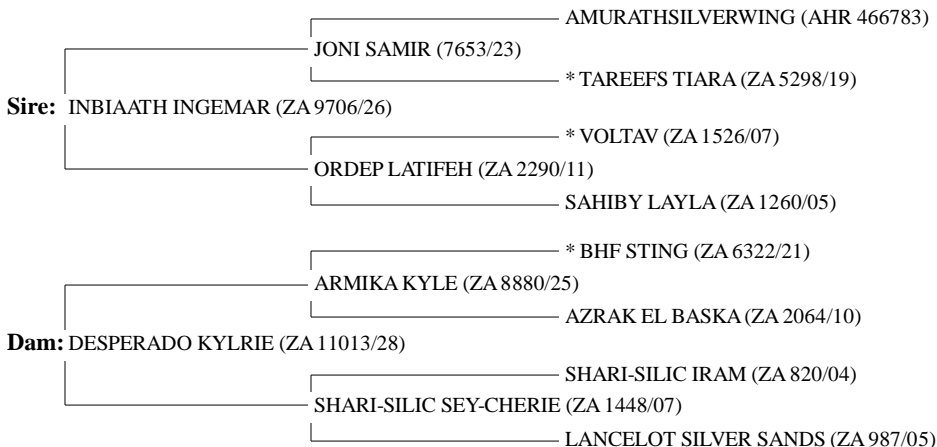 AMURATHSILVERWING (AHR 466783)
JONI SAMIR (7653/23)
* TAREEFS TIARA (ZA 5298/19)
Sire: INBIAATH INGEMAR (ZA 9706/26)
* VOLTAV (ZA 1526/07)
ORDEP LATIFEH (ZA 2290/11)
SAHIBY LAYLA (ZA 1260/05)
* BHF STING (ZA 6322/21)
ARMIKA KYLE (ZA 8880/25)
AZRAK EL BASKA (ZA 2064/10)
Dam: DESPERADO KYLRIE (ZA 11013/28)
SHARI-SILIC IRAM (ZA 820/04)
SHARI-SILIC SEY-CHERIE (ZA 1448/07)
LANCELOT SILVER SANDS (ZA 987/05)